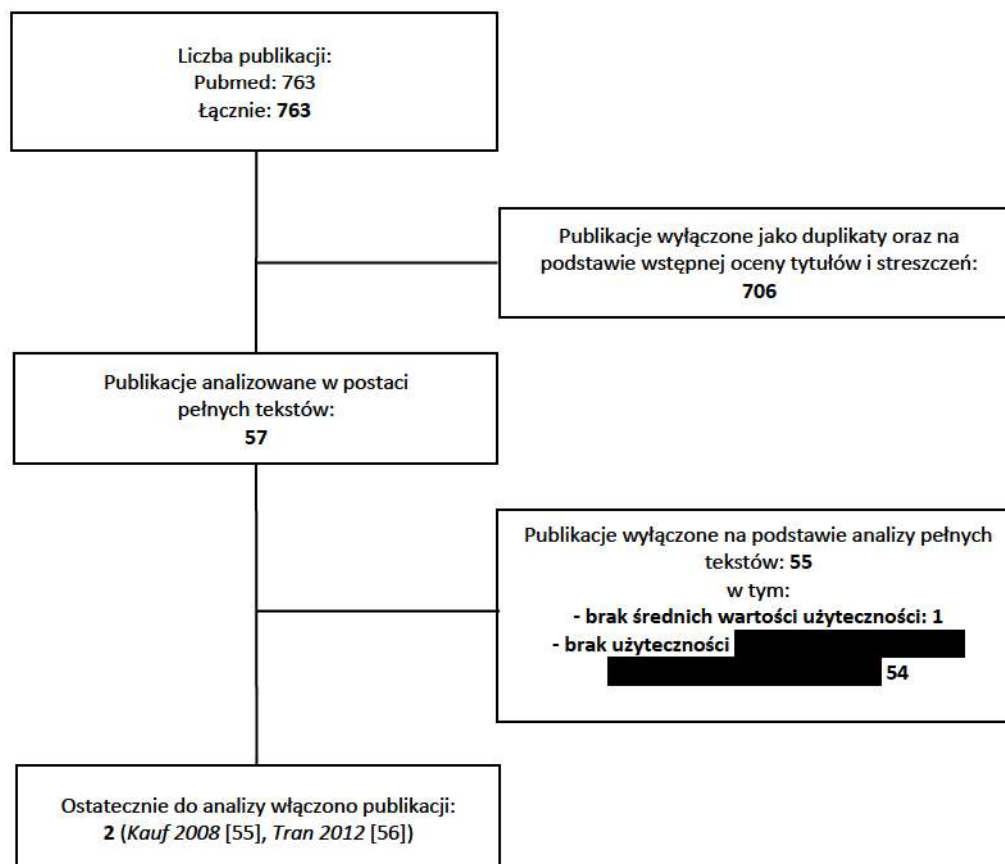 Liczba publikacji:
Pubmed: 763
Łącznie: 763
Publikacje wyłączone jako duplikaty oraz na
podstawie wstępnej oceny tytułów i streszczeń:
706
Publikacje analizowane w postaci
pełnych tekstów:
57
Publikacje wyłączone na podstawie analizy pełnych
tekstów: 55
w tym:
- brak średnich wartości użyteczności: 1
- brak użyteczności
54
Ostatecznie do analizy włączono publikacji:
2 (Kauf 2008 [55], Tran 2012 [56])